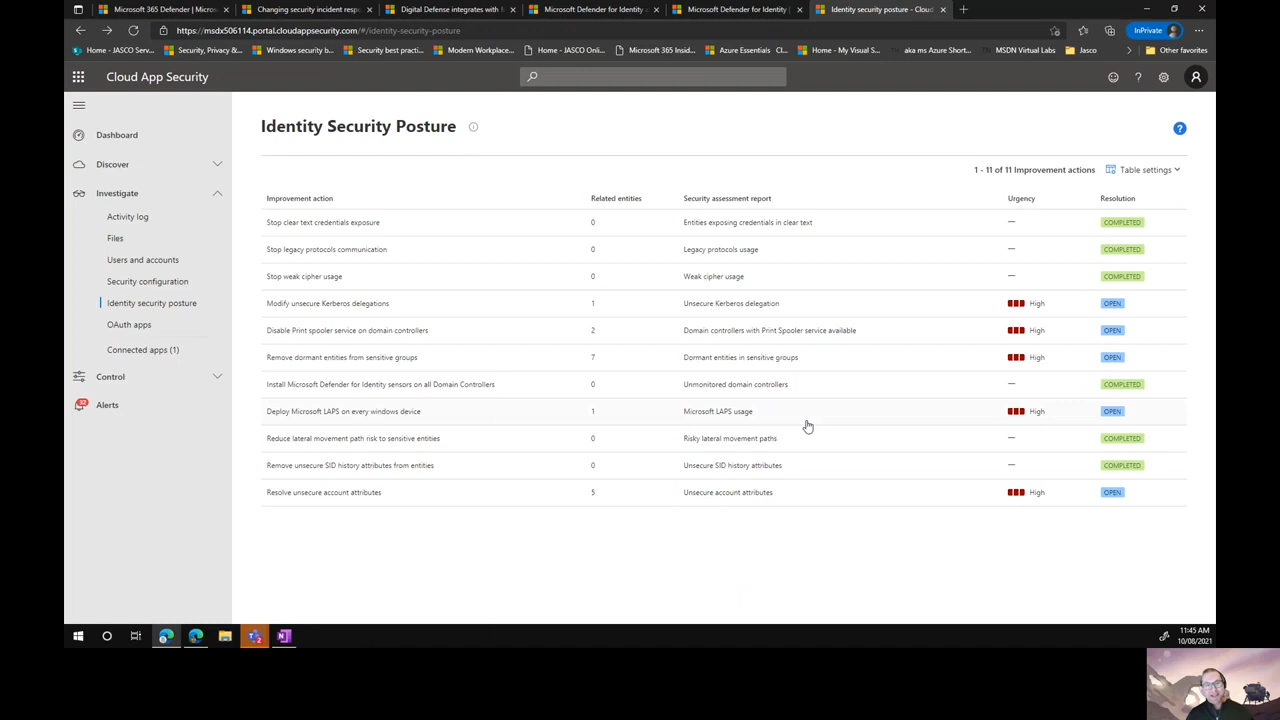 Microsoft 365 Defender | Micros
Changing security incident respo
Digital Defense integrates with M
Microsoft Defender for Identity a
Microsoft Defender for Identity |
Identity security posture - Cloud
https://msdx506114.portal.cloudappsecurity.com/#/identity-posture
InPrivate
Home - JASCO Serv...
Security, Privacy &...
Windows security b...
Security best practi...
Modern Workplace...
Home - JASCO Onli...
Microsoft 365 Insid...
Azure Essentials Cl...
Home - My Visual S...
aka ms Azure Short...
MSDN Virtual Labs
Jasco
Other favorites
Cloud App Security
Dashboard
Discover
Investigate
Activity log
Files
Users and accounts
Security configuration
Identity security posture
OAuth apps
Connected apps (1)
Control
32
Alerts
Identity Security Posture
1 - 11 of 11 Improvement actions
Table settings
Improvement action Related entities Security assessment report Urgency Resolution
Stop clear text credentials exposure 0 Entities exposing credentials in clear text — COMPLETED
Stop legacy protocols communication 0 Legacy protocols usage — COMPLETED
Stop weak cipher usage 0 Weak cipher usage — COMPLETED
Modify unsecure Kerberos delegations 1 Unsecure Kerberos delegation High OPEN
Disable Print spooler service on domain controllers 2 Domain controllers with Print Spooler service available High OPEN
Remove dormant entities from sensitive groups 7 Dormant entities in sensitive groups High OPEN
Install Microsoft Defender for Identity sensors on all Domain Controllers 0 Unmonitored domain controllers — COMPLETED
Deploy Microsoft LAPS on every windows device 1 Microsoft LAPS usage High OPEN
Reduce lateral movement path risk to sensitive entities 0 Risky lateral movement paths — COMPLETED
Remove unsecure SID history attributes from entities 0 Unsecure SID history attributes — COMPLETED
Resolve unsecure account attributes 5 Unsecure account attributes High OPEN
11:45 AM
10/08/2021